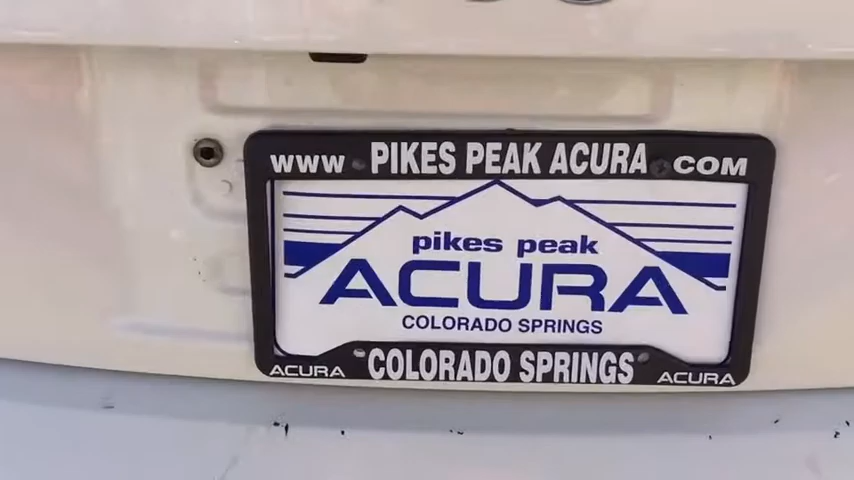 WWW PIKES PEAK ACURA COM
pikes peak
ACURA
COLORADO SPRINGS
ACURA COLORADO SPRINGS ACURA